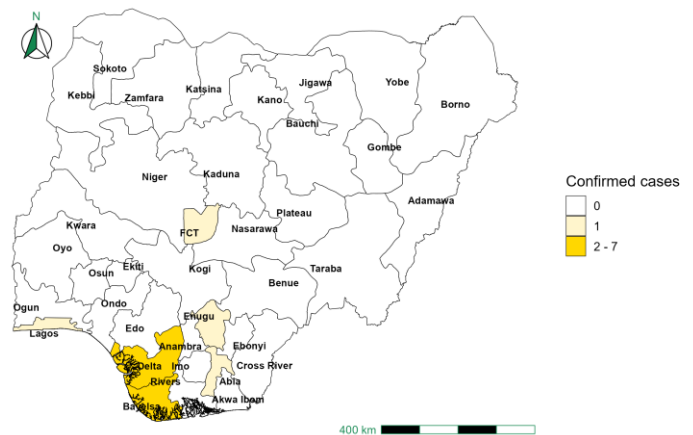 N
Sokoto
Kebbi
Zamfara
Katsina
Kano
Jigawa
Yobe
Borno
Bauchi
Gombe
Niger
Kaduna
Adamawa
Plateau
FCT
Nasarawa
Kwara
Oyo
Osun
Ekiti
Kogi
Taraba
Benue
Ogun
Ondo
Lagos
Edo
Enugu
Anambra
Ebonyi
Delta
Imo
Cross River
Rivers
Abia
Bayelsa
Akwa Ibom
Confirmed cases
0
1
2 - 7
400 km